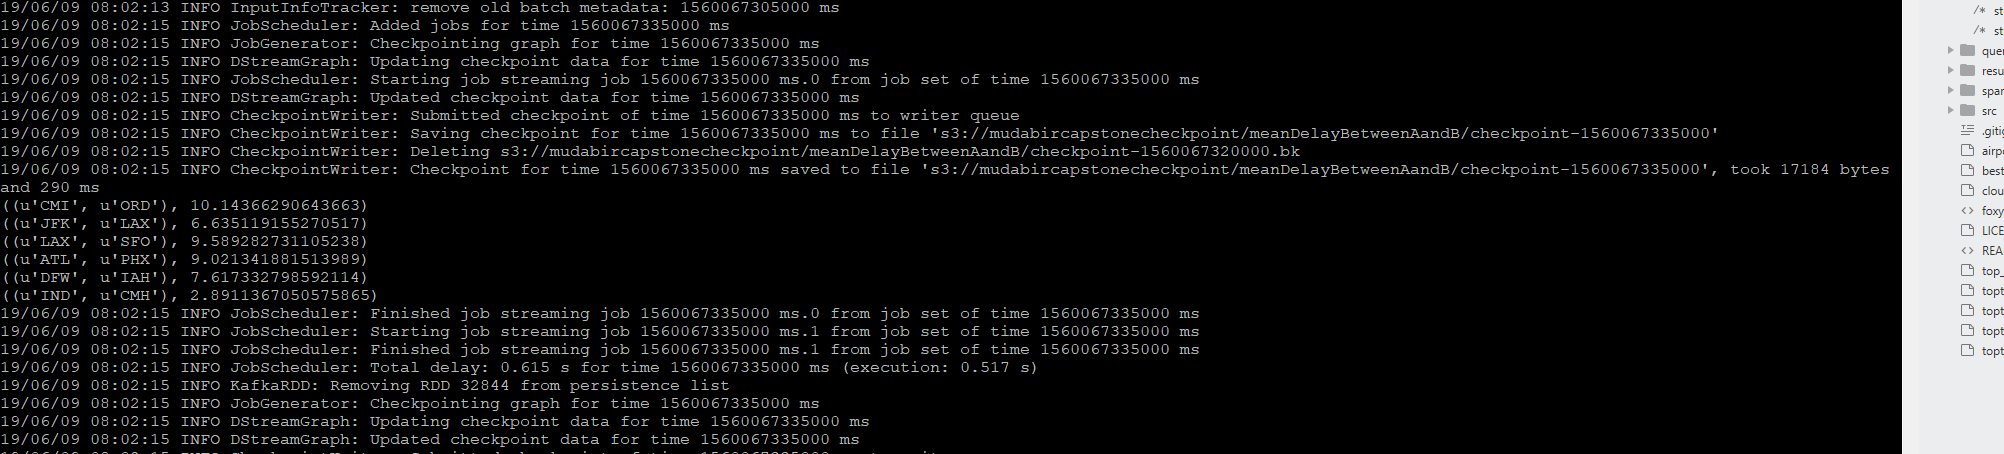 19/06/09 08:02:13 INFO InputInfoTracker: remove old batch metadata: 1560067305000 ms
19/06/09 08:02:15 INFO JobScheduler: Added jobs for time 1560067335000 ms
19/06/09 08:02:15 INFO JobGenerator: Checkpointing graph for time 1560067335000 ms
19/06/09 08:02:15 INFO DStreamGraph: Updating checkpoint data for time 1560067335000 ms
19/06/09 08:02:15 INFO JobScheduler: Starting job streaming job 1560067335000 ms.0 from job set of time 1560067335000 ms
19/06/09 08:02:15 INFO DStreamGraph: Updated checkpoint data for time 1560067335000 ms
19/06/09 08:02:15 INFO CheckpointWriter: Submitted checkpoint of time 1560067335000 ms to writer queue
19/06/09 08:02:15 INFO CheckpointWriter: Saving checkpoint for time 1560067335000 ms to file 's3://mudabircapstonecheckpoint/meanDelayBetweenAandB/checkpoint-1560067335000'
19/06/09 08:02:15 INFO CheckpointWriter: Deleting s3://mudabircapstonecheckpoint/meanDelayBetweenAandB/checkpoint-1560067320000.bk
19/06/09 08:02:15 INFO CheckpointWriter: Checkpoint for time 1560067335000 ms saved to file 's3://mudabircapstonecheckpoint/meanDelayBetweenAandB/checkpoint-1560067335000', took 17184 bytes
and 290 ms
((u'CMI', u'ORD'), 10.14366290643663)
((u'JFK', u'LAX'), 6.635119155270517)
((u'LAX', u'SFO'), 9.589282731105238)
((u'ATL', u'PHX'), 9.021341881513989)
((u'DFW', u'IAH'), 7.617332798592114)
((u'IND', u'CMH'), 2.8911367050575865)
19/06/09 08:02:15 INFO JobScheduler: Finished job streaming job 1560067335000 ms.0 from job set of time 1560067335000 ms
19/06/09 08:02:15 INFO JobScheduler: Starting job streaming job 1560067335000 ms.1 from job set of time 1560067335000 ms
19/06/09 08:02:15 INFO JobScheduler: Finished job streaming job 1560067335000 ms.1 from job set of time 1560067335000 ms
19/06/09 08:02:15 INFO JobScheduler: Total delay: 0.615 s for time 1560067335000 ms (execution: 0.517 s)
19/06/09 08:02:15 INFO KafkaRDD: Removing RDD 32844 from persistence list
19/06/09 08:02:15 INFO JobGenerator: Checkpointing graph for time 1560067335000 ms
19/06/09 08:02:15 INFO DStreamGraph: Updating checkpoint data for time 1560067335000 ms
19/06/09 08:02:15 INFO DStreamGraph: Updated checkpoint data for time 1560067335000 ms
/* st
/* st
quer
resu
spar
src
.giti
airpo
best
clou
<> foxy
LICE
<> REA
top_
topt
topt
topt
topt